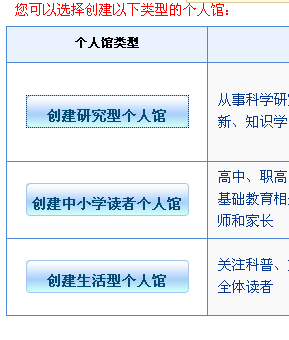 您可以选择创建以下类型的个人馆：
个人馆类型
创建研究型个人馆
从事科学研
新、知识学
创建中小学读者个人馆
高中、职高
基础教育相
师和家长
创建生活型个人馆
关注科普、
全体读者